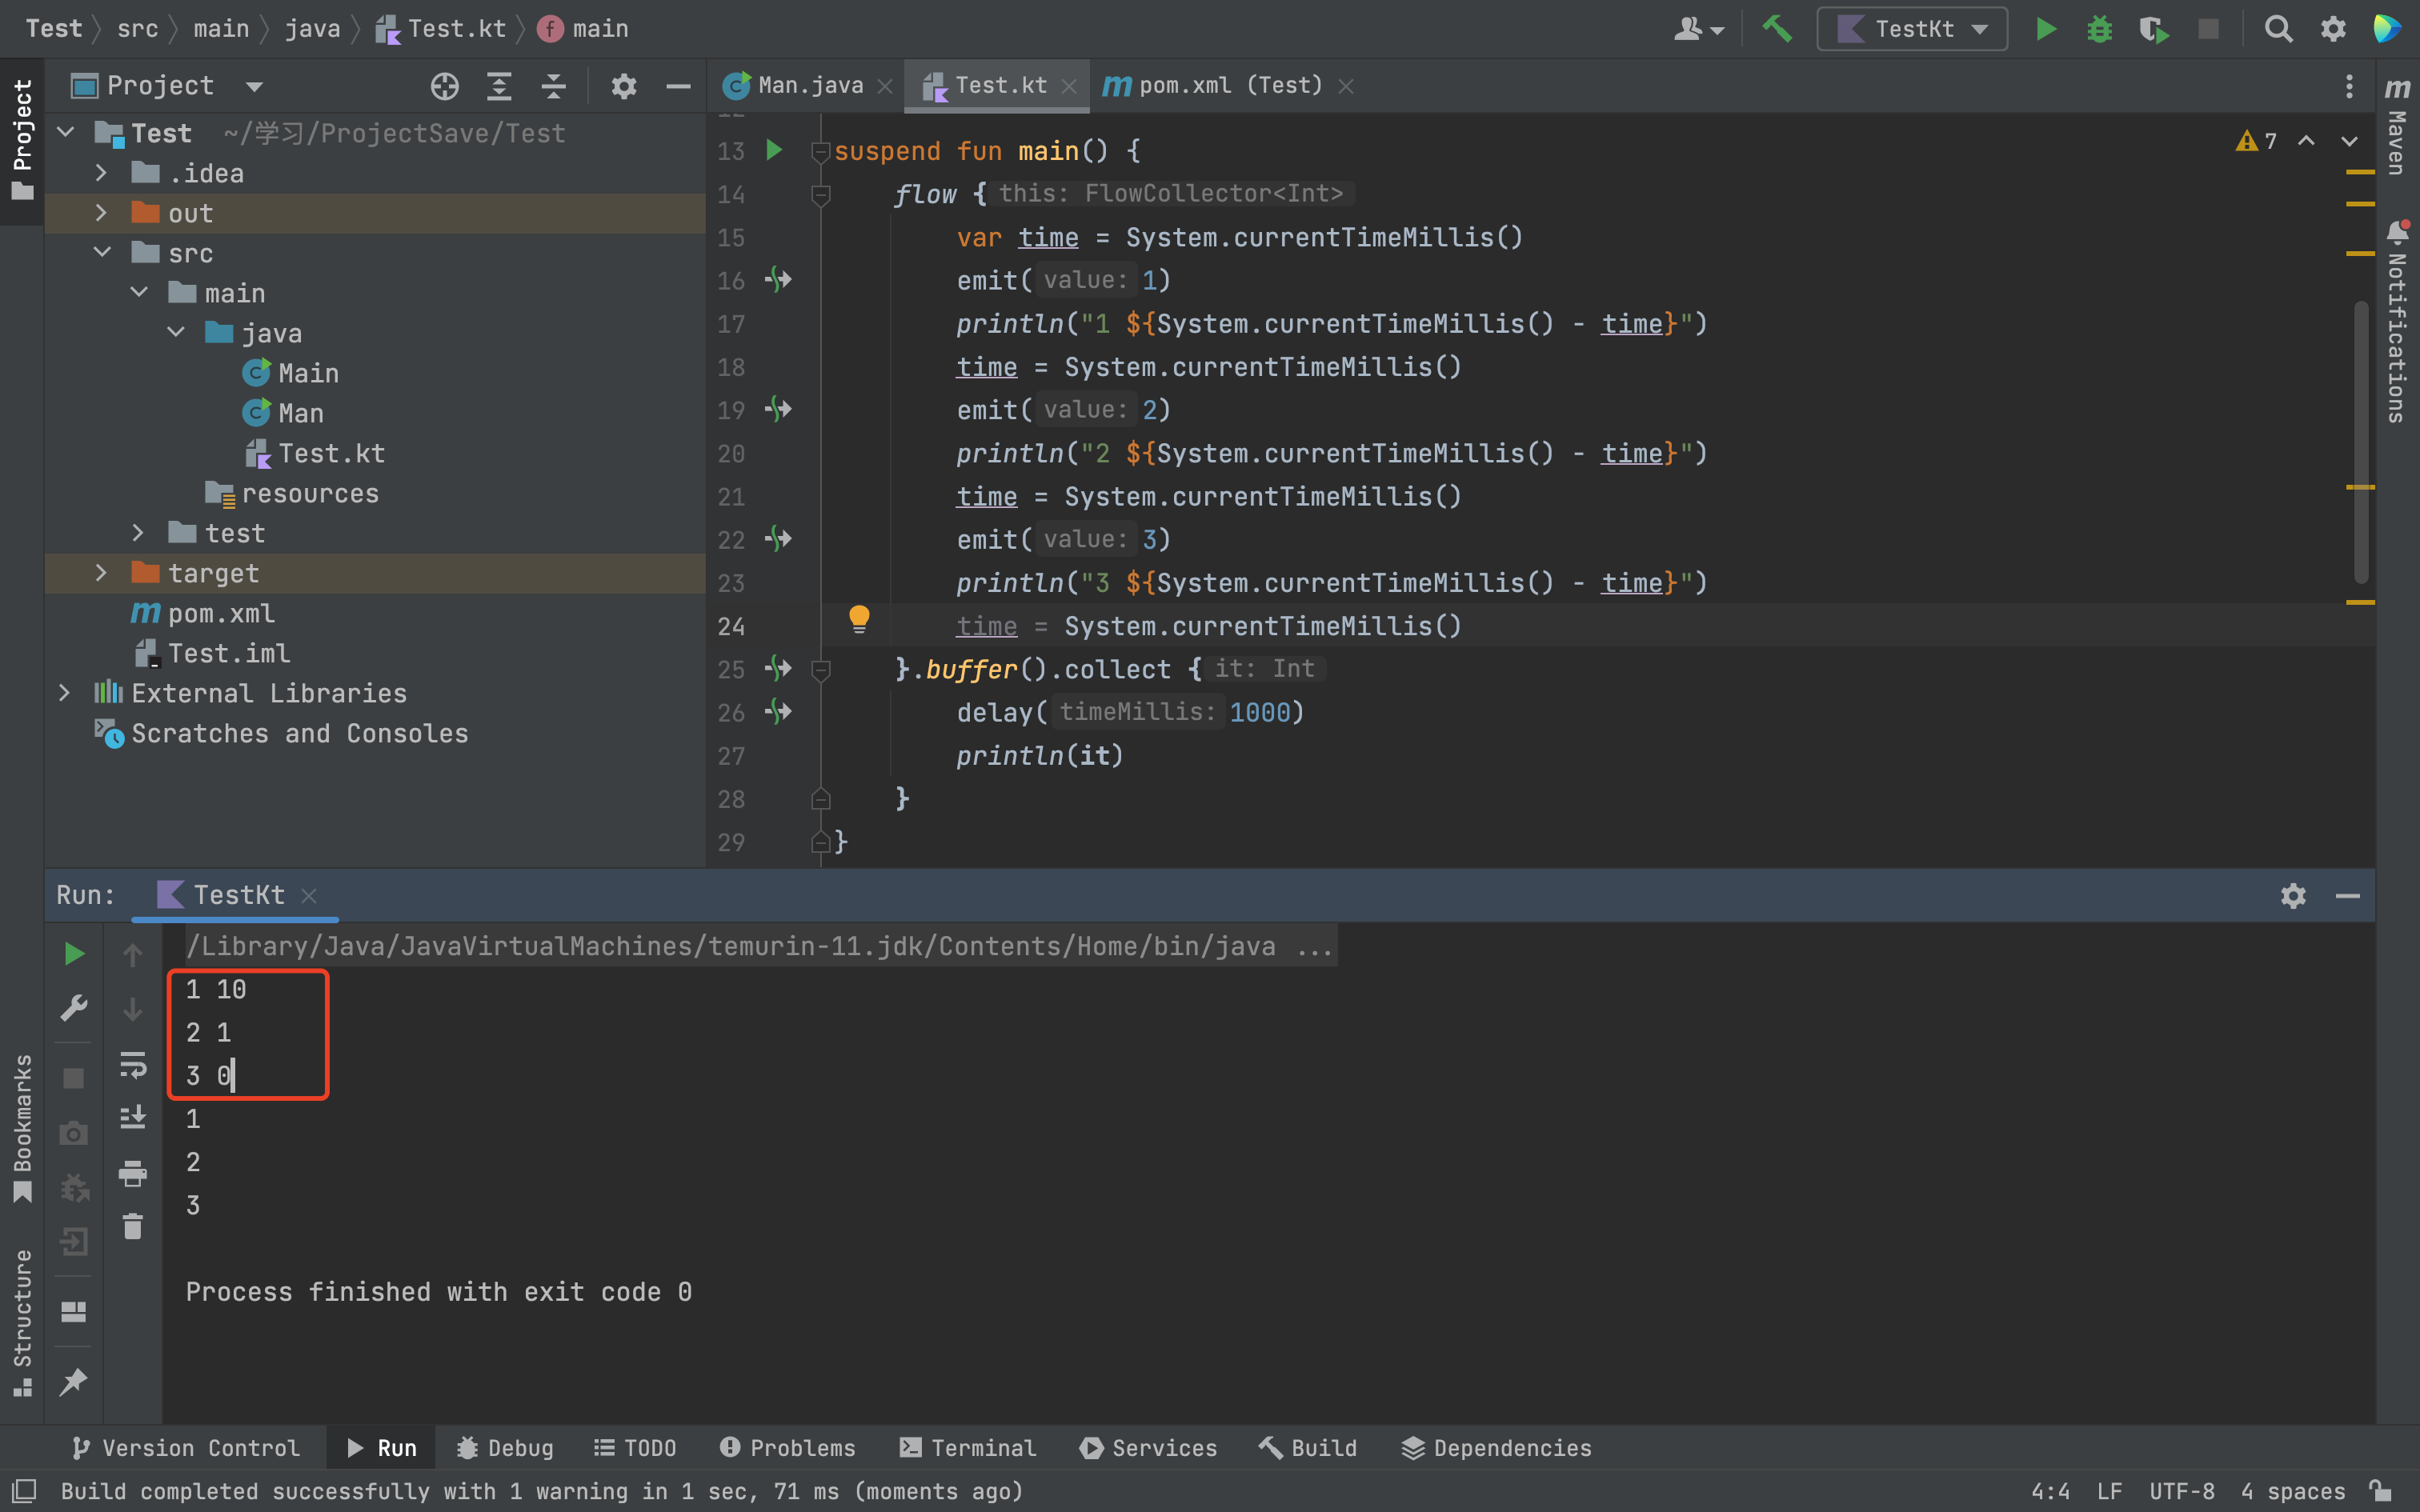 Test src main java Test.kt main TestKt
Project
Man.java Test.kt pom.xml (Test)
Project
Test ~/学习/ProjectSave/Test
.idea
out
src
main
java
Main
Man
Test.kt
resources
test
target
pom.xml
Test.iml
External Libraries
Scratches and Consoles
7
13 suspend fun main() {
14 flow { this: FlowCollector<Int>
15 var time = System.currentTimeMillis()
16 emit( value: 1)
17 println("1 ${System.currentTimeMillis() - time}")
18 time = System.currentTimeMillis()
19 emit( value: 2)
20 println("2 ${System.currentTimeMillis() - time}")
21 time = System.currentTimeMillis()
22 emit( value: 3)
23 println("3 ${System.currentTimeMillis() - time}")
24 time = System.currentTimeMillis()
25 }.buffer().collect { it: Int
26 delay( timeMillis: 1000)
27 println(it)
28 }
29 }
Maven
Notifications
Run: TestKt
/Library/Java/JavaVirtualMachines/temurin-11.jdk/Contents/Home/bin/java ...
1 10
2 1
3 0
1
2
3
Process finished with exit code 0
Bookmarks
Structure
Version Control Run Debug TODO Problems Terminal Services Build Dependencies
Build completed successfully with 1 warning in 1 sec, 71 ms (moments ago) 4:4 LF UTF-8 4 spaces